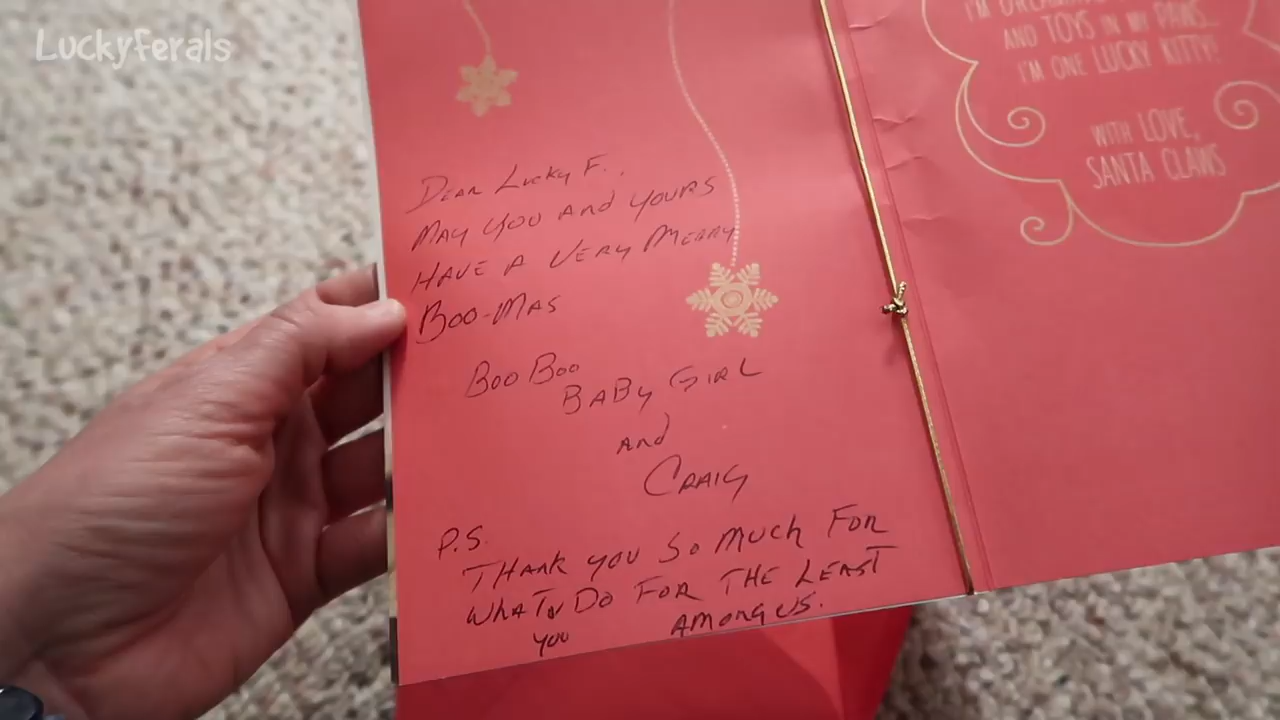 LuckyFerals
I'M DREAMING
AND TOYS IN MY PAWS...
I'M ONE LUCKY KITTY!
WITH LOVE,
SANTA CLAWS
DEAR LUCKY F.,
MAY YOU AND YOURS
HAVE A VERY MERRY
BOO-MAS
BOO BOO
BABY GIRL
AND
CRAIG
P.S.
THANK YOU SO MUCH FOR
WHAT DO FOR THE LEAST
YOU AMONG US.